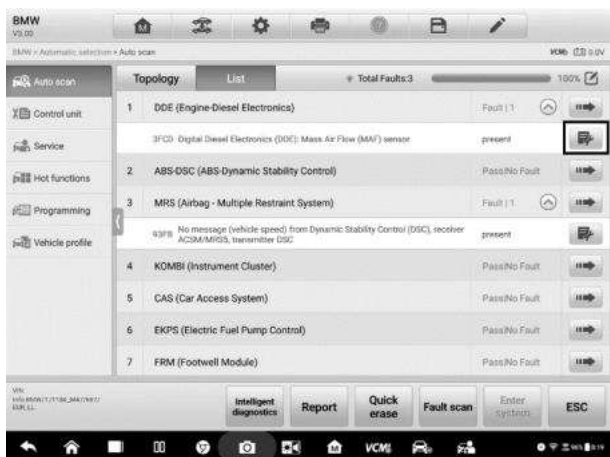 BMW
V3.00
BMW > Automatic selection > Auto scan
VCMI 0.0V
Auto scan
Topology
List
Total Faults:3
100%
Control unit
Service
Hot functions
Programming
Vehicle profile
1 DDE (Engine-Diesel Electronics) Fault | 1
3FC0 Digital Diesel Electronics (DDE): Mass Air Flow (MAF) sensor present
2 ABS-DSC (ABS-Dynamic Stability Control) Pass/No Fault
3 MRS (Airbag - Multiple Restraint System) Fault | 1
93FB No message (vehicle speed) from Dynamic Stability Control (DSC), receiver
ACSM/MRS5, transmitter DSC
present
4 KOMBI (Instrument Cluster) Pass/No Fault
5 CAS (Car Access System) Pass/No Fault
6 EKPS (Electric Fuel Pump Control) Pass/No Fault
7 FRM (Footwell Module) Pass/No Fault
VIN:
Intelligent
diagnostics
Report
Quick
erase
Fault scan
Enter
system
ESC
VCMI